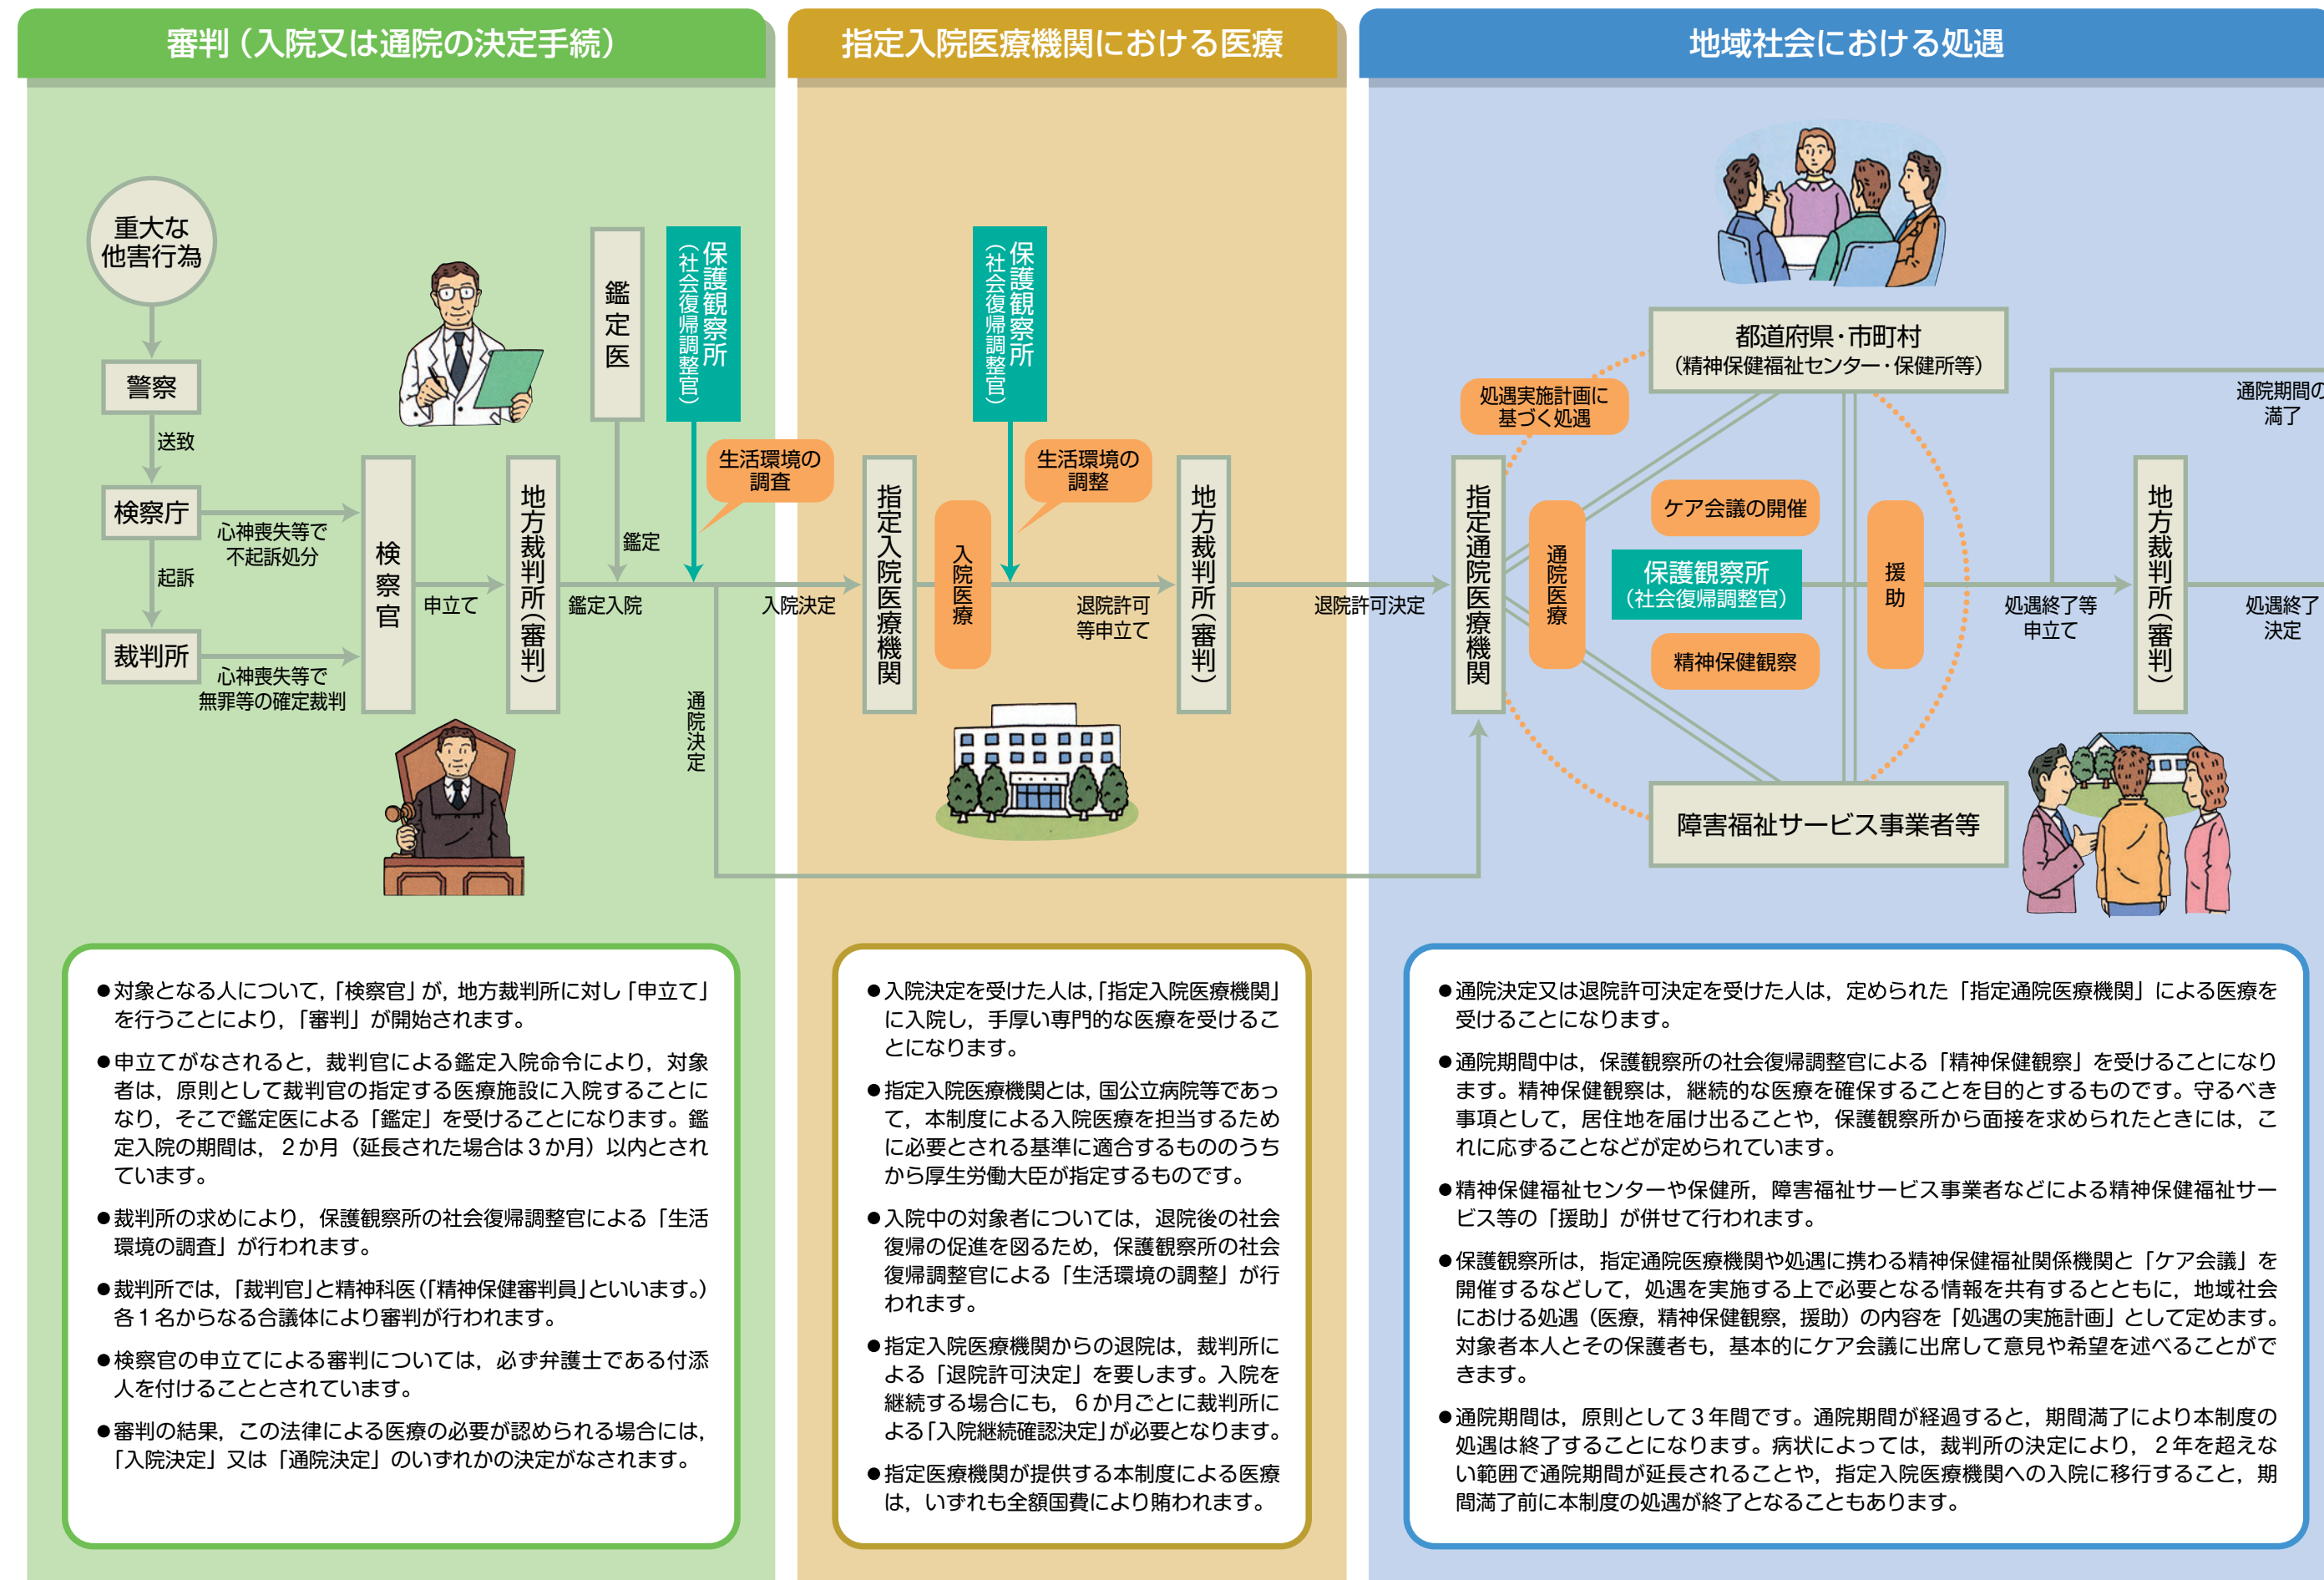 審判（入院又は通院の決定手続）
重大な
他害行為
警察
送致
検察庁
心神喪失等で
不起訴処分
起訴
裁判所
心神喪失等で
無罪等の確定裁判
検察官
申立て
地方裁判所（審判）
鑑定医
鑑定
鑑定入院
保護観察所
（社会復帰調整官）
生活環境の
調査
入院決定
通院決定
●対象となる人について，「検察官」が，地方裁判所に対し「申立て」
を行うことにより，「審判」が開始されます。
●申立てがなされると，裁判官による鑑定入院命令により，対象
者は，原則として裁判官の指定する医療施設に入院することに
なり，そこで鑑定医による「鑑定」を受けることになります。鑑
定入院の期間は，２か月（延長された場合は３か月）以内とされ
ています。
●裁判所の求めにより，保護観察所の社会復帰調整官による「生活
環境の調査」が行われます。
●裁判所では，「裁判官」と精神科医（「精神保健審判員」といいます。）
各１名からなる合議体により審判が行われます。
●検察官の申立てによる審判については，必ず弁護士である付添
人を付けることとされています。
●審判の結果，この法律による医療の必要が認められる場合には，
「入院決定」又は「通院決定」のいずれかの決定がなされます。
指定入院医療機関における医療
保護観察所
（社会復帰調整官）
生活環境の
調整
指定入院医療機関
入院医療
退院許可
等申立て
地方裁判所（審判）
退院許可決定
●入院決定を受けた人は，「指定入院医療機関」
に入院し，手厚い専門的な医療を受けるこ
とになります。
●指定入院医療機関とは，国公立病院等であっ
て，本制度による入院医療を担当するため
に必要とされる基準に適合するもののうち
から厚生労働大臣が指定するものです。
●入院中の対象者については，退院後の社会
復帰の促進を図るため，保護観察所の社会
復帰調整官による「生活環境の調整」が行
われます。
●指定入院医療機関からの退院は，裁判所に
よる「退院許可決定」を要します。入院を
継続する場合にも，６か月ごとに裁判所に
よる「入院継続確認決定」が必要となります。
●指定医療機関が提供する本制度による医療
は，いずれも全額国費により賄われます。
地域社会における処遇
都道府県・市町村
（精神保健福祉センター・保健所等）
処遇実施計画に
基づく処遇
指定通院医療機関
通院医療
ケア会議の開催
保護観察所
（社会復帰調整官）
精神保健観察
援助
障害福祉サービス事業者等
通院期間の
満了
処遇終了等
申立て
地方裁判所（審判）
処遇終了
決定
●通院決定又は退院許可決定を受けた人は，定められた「指定通院医療機関」による医療を
受けることになります。
●通院期間中は，保護観察所の社会復帰調整官による「精神保健観察」を受けることになり
ます。精神保健観察は，継続的な医療を確保することを目的とするものです。守るべき
事項として，居住地を届け出ることや，保護観察所から面接を求められたときには，こ
れに応ずることなどが定められています。
●精神保健福祉センターや保健所，障害福祉サービス事業者などによる精神保健福祉サー
ビス等の「援助」が併せて行われます。
●保護観察所は，指定通院医療機関や処遇に携わる精神保健福祉関係機関と「ケア会議」を
開催するなどして，処遇を実施する上で必要となる情報を共有するとともに，地域社会
における処遇（医療，精神保健観察，援助）の内容を「処遇の実施計画」として定めます。
対象者本人とその保護者も，基本的にケア会議に出席して意見や希望を述べることがで
きます。
●通院期間は，原則として３年間です。通院期間が経過すると，期間満了により本制度の
処遇は終了することになります。病状によっては，裁判所の決定により，２年を超えな
い範囲で通院期間が延長されることや，指定入院医療機関への入院に移行すること，期
間満了前に本制度の処遇が終了となることもあります。